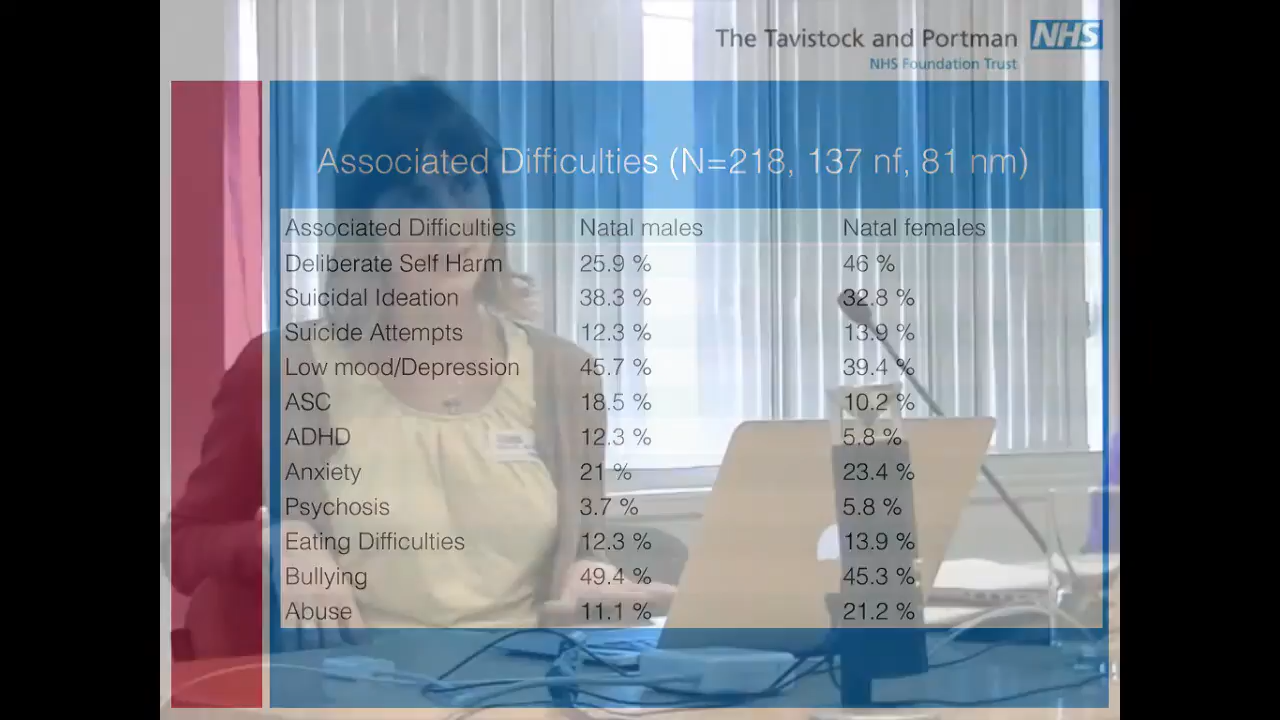 The Tavistock and Portman NHS
NHS Foundation Trust
Associated Difficulties (N=218, 137 nf, 81 nm)
Associated Difficulties Natal males Natal females
Deliberate Self Harm 25.9 % 46 %
Suicidal Ideation 38.3 % 32.8 %
Suicide Attempts 12.3 % 13.9 %
Low mood/Depression 45.7 % 39.4 %
ASC 18.5 % 10.2 %
ADHD 12.3 % 5.8 %
Anxiety 21 % 23.4 %
Psychosis 3.7 % 5.8 %
Eating Difficulties 12.3 % 13.9 %
Bullying 49.4 % 45.3 %
Abuse 11.1 % 21.2 %